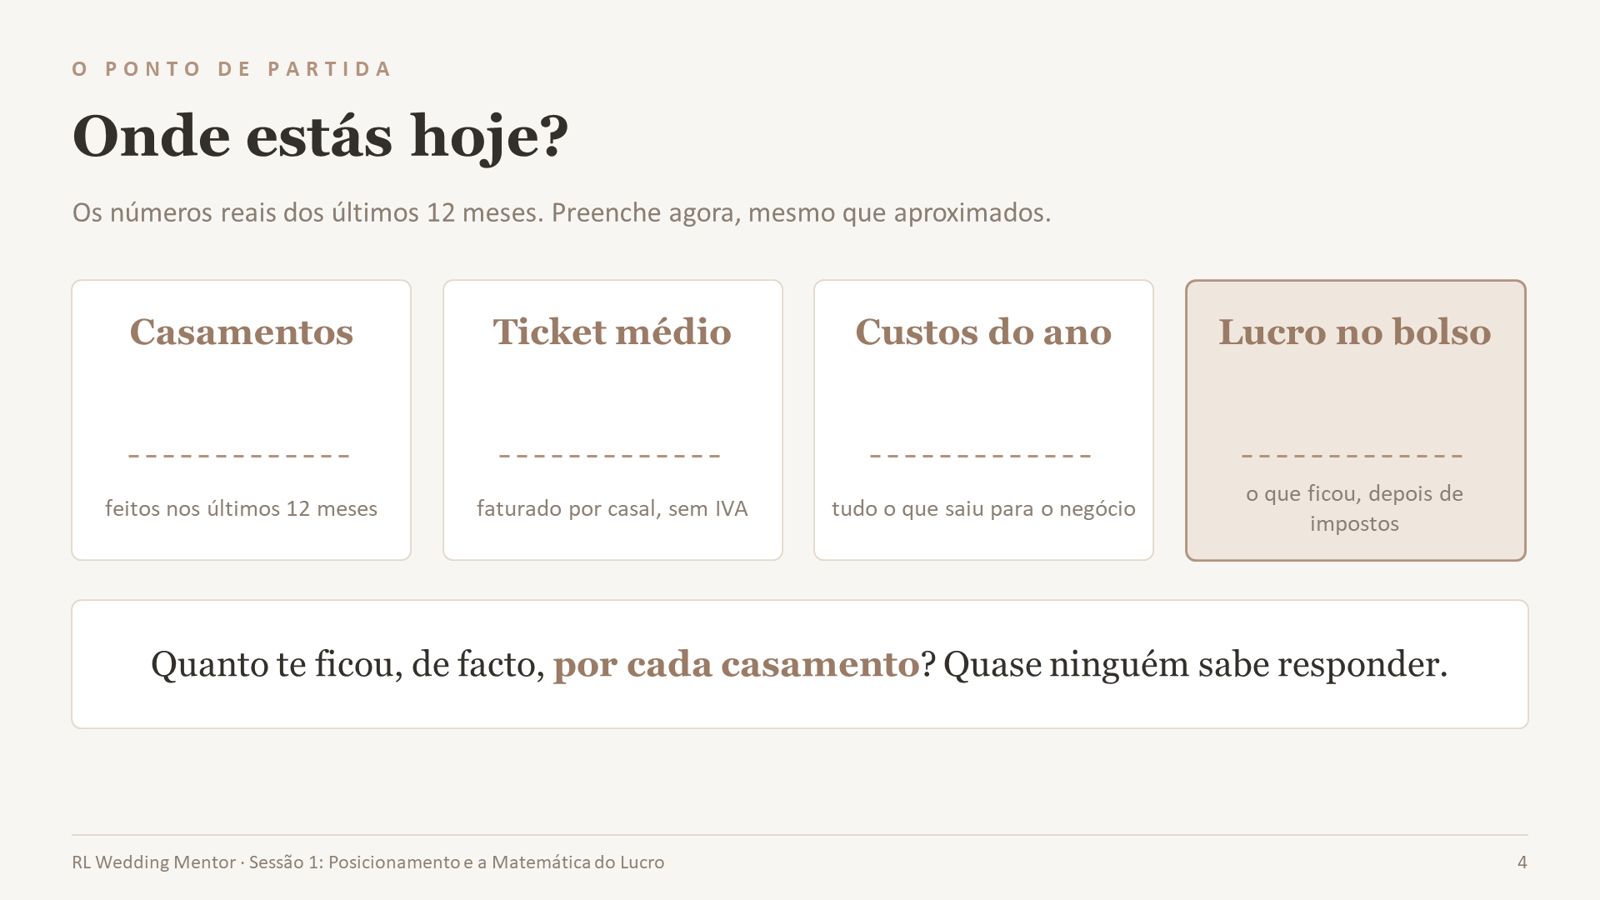 O PONTO DE PARTIDA
Onde estás hoje?
Os números reais dos últimos 12 meses. Preenche agora, mesmo que aproximados.
Casamentos
feitos nos últimos 12 meses
Ticket médio
faturado por casal, sem IVA
Custos do ano
tudo o que saiu para o negócio
Lucro no bolso
o que ficou, depois de
impostos
Quanto te ficou, de facto, por cada casamento? Quase ninguém sabe responder.
RL Wedding Mentor · Sessão 1: Posicionamento e a Matemática do Lucro
4